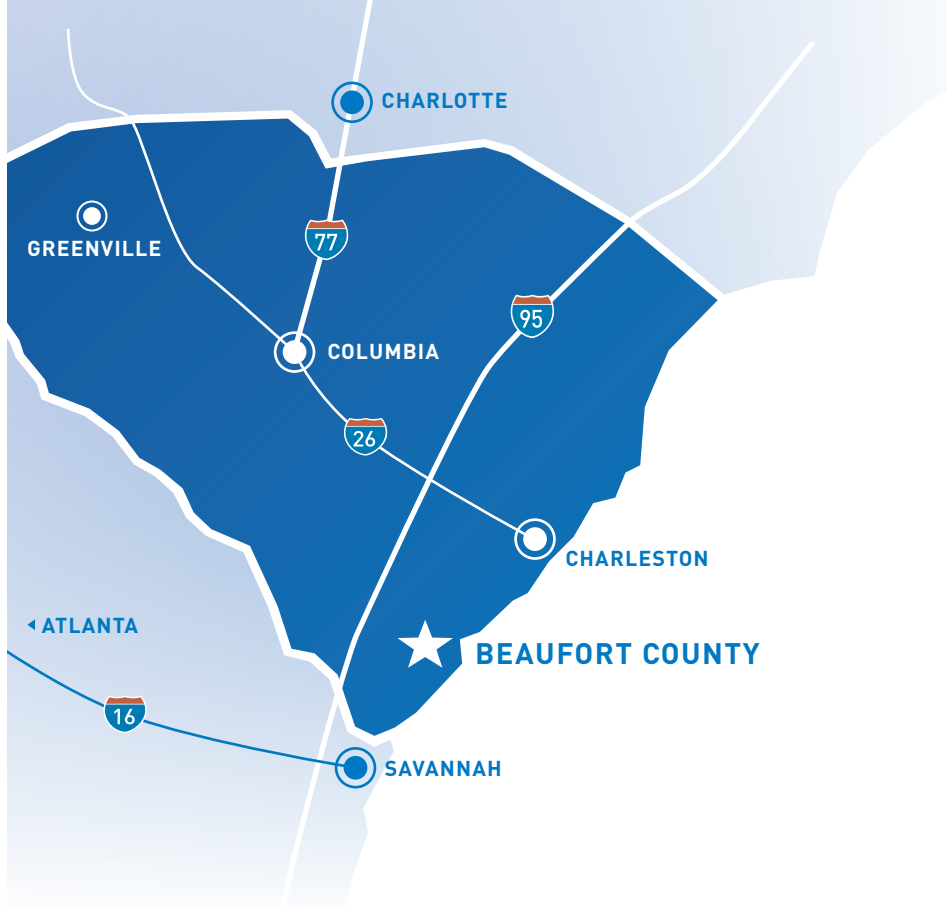 CHARLOTTE
GREENVILLE
77
95
COLUMBIA
26
CHARLESTON
ATLANTA
BEAUFORT COUNTY
16
SAVANNAH